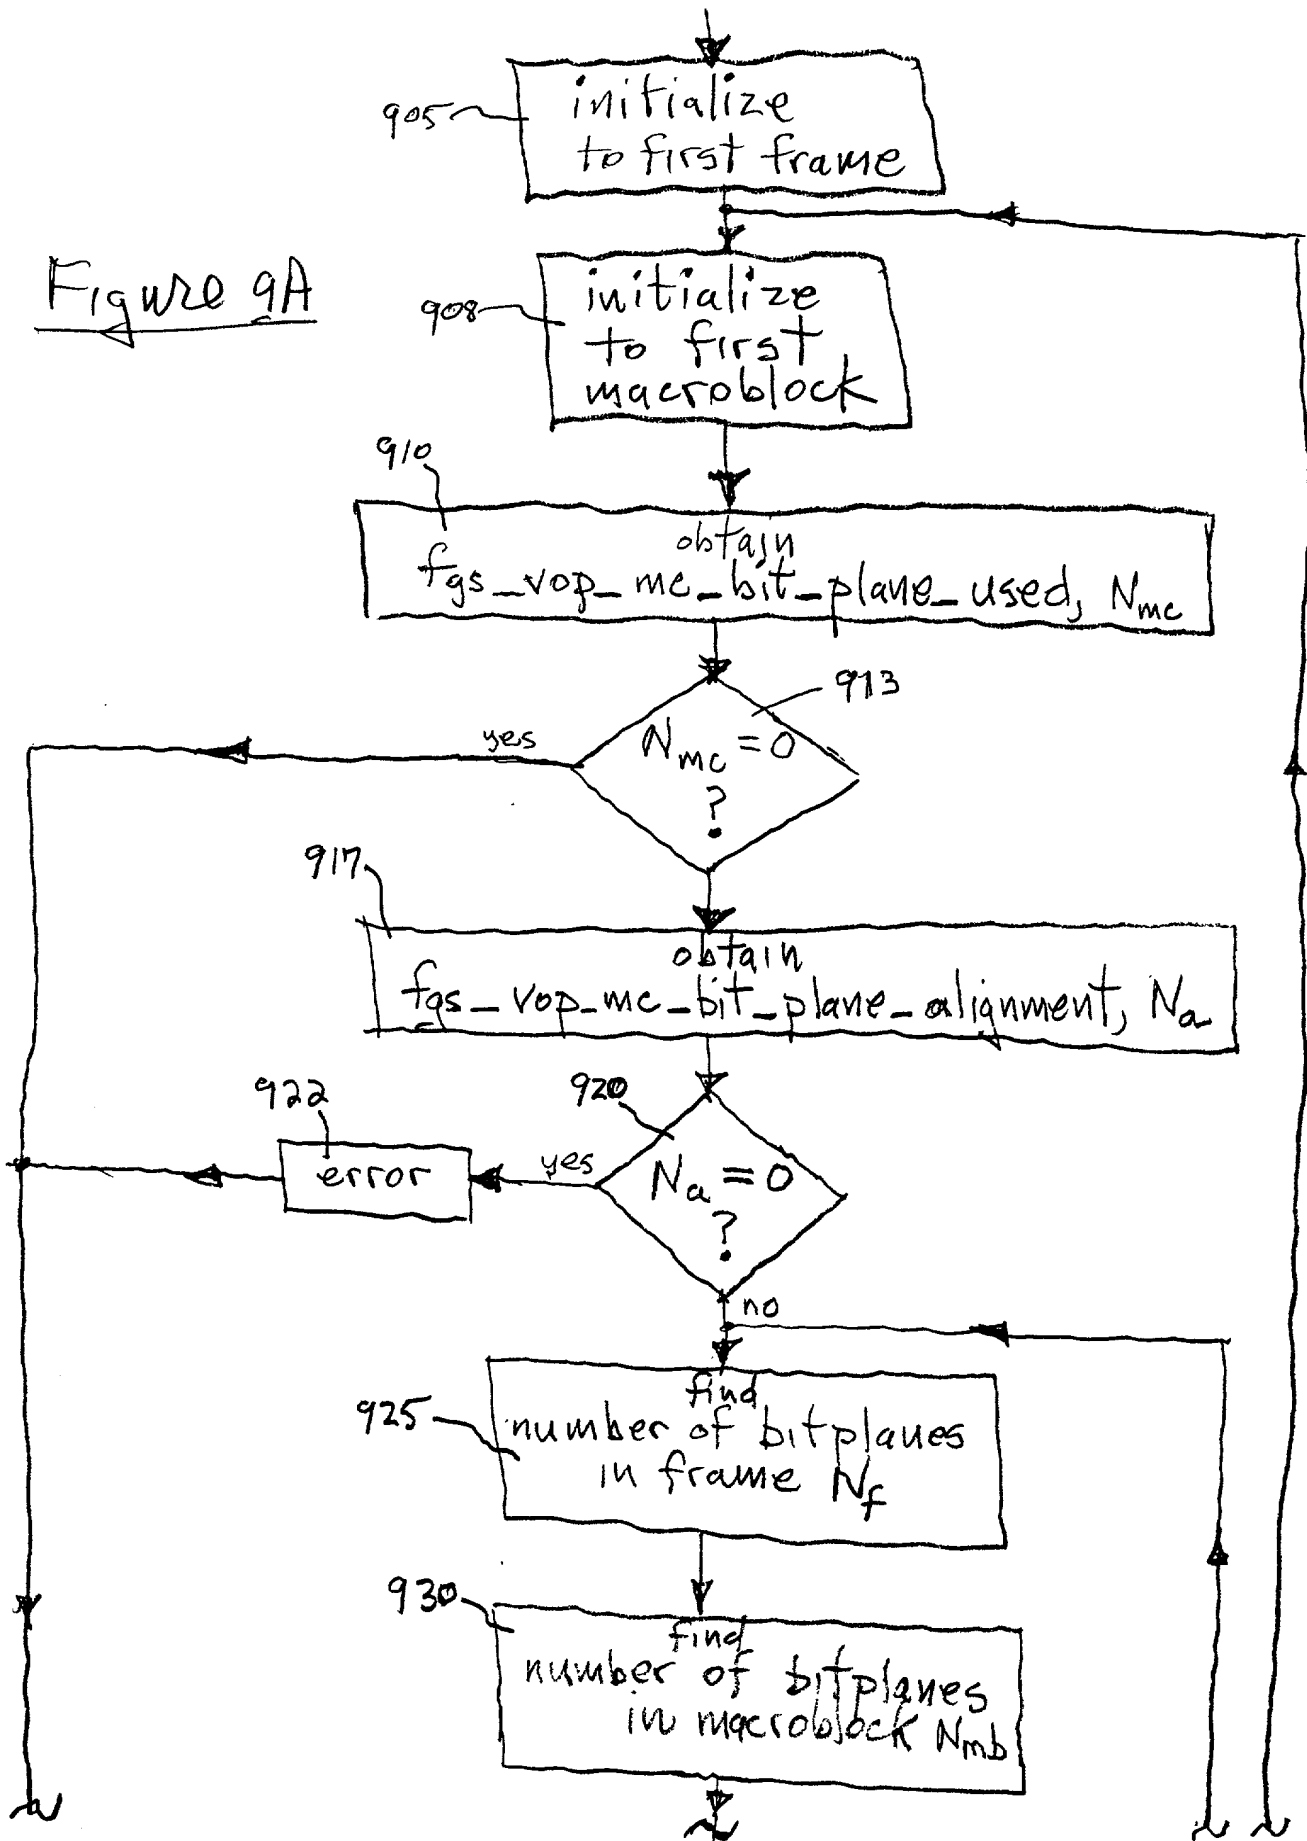 905
initialize
to first frame
Figure 9A
908
initialize
to first
macroblock
910
obtain
fgs_vop_mc_bit_plane_used, Nmc
913
yes
Nmc = 0
?
917
obtain
fgs_vop_mc_bit_plane_alignment, Na
922
920
error
yes
Na = 0
?
no
925
find
number of bitplanes
in frame Nf
930
find
number of bitplanes
in macroblock Nmb